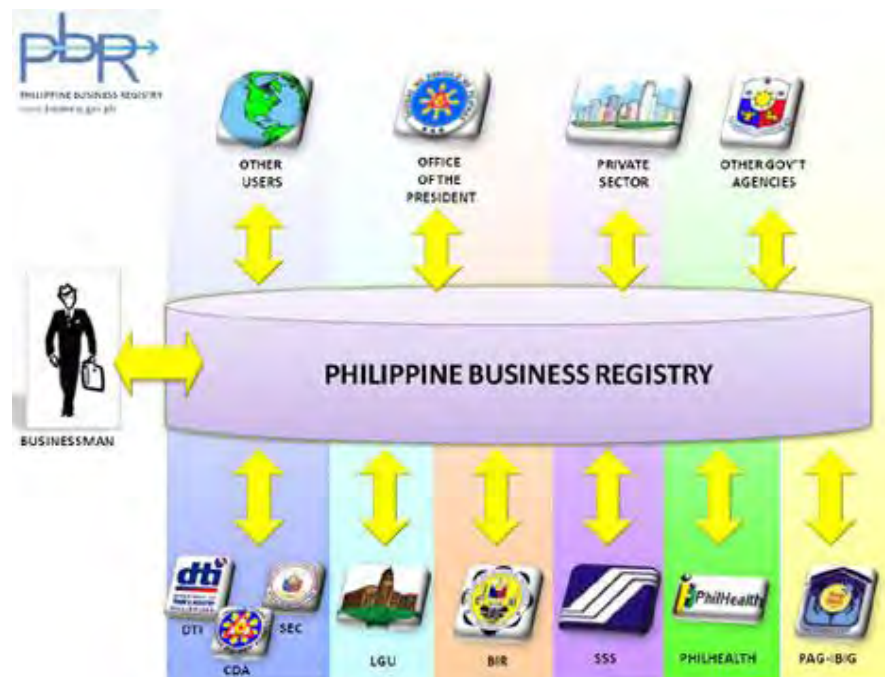 pbR
PHILIPPINE BUSINESS REGISTRY
OTHER
USERS
OFFICE
OF THE
PRESIDENT
PRIVATE
SECTOR
OTHER GOV'T
AGENCIES
PHILIPPINE BUSINESS REGISTRY
BUSINESSMAN
dti
DTI
SEC
CDA
LGU
BIR
SSS
PhilHealth
PHILHEALTH
PAG-IBIG